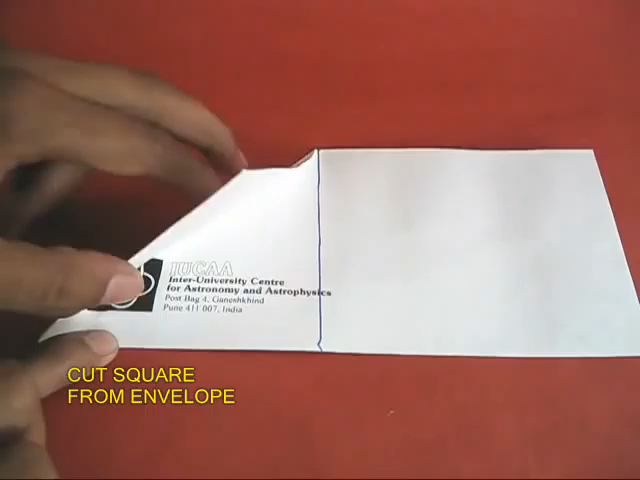 IUCAA
Inter-University Centre
for Astronomy and Astrophysics
Post Bag 4, Ganeshkhind
Pune 411 007, India
CUT SQUARE
FROM ENVELOPE